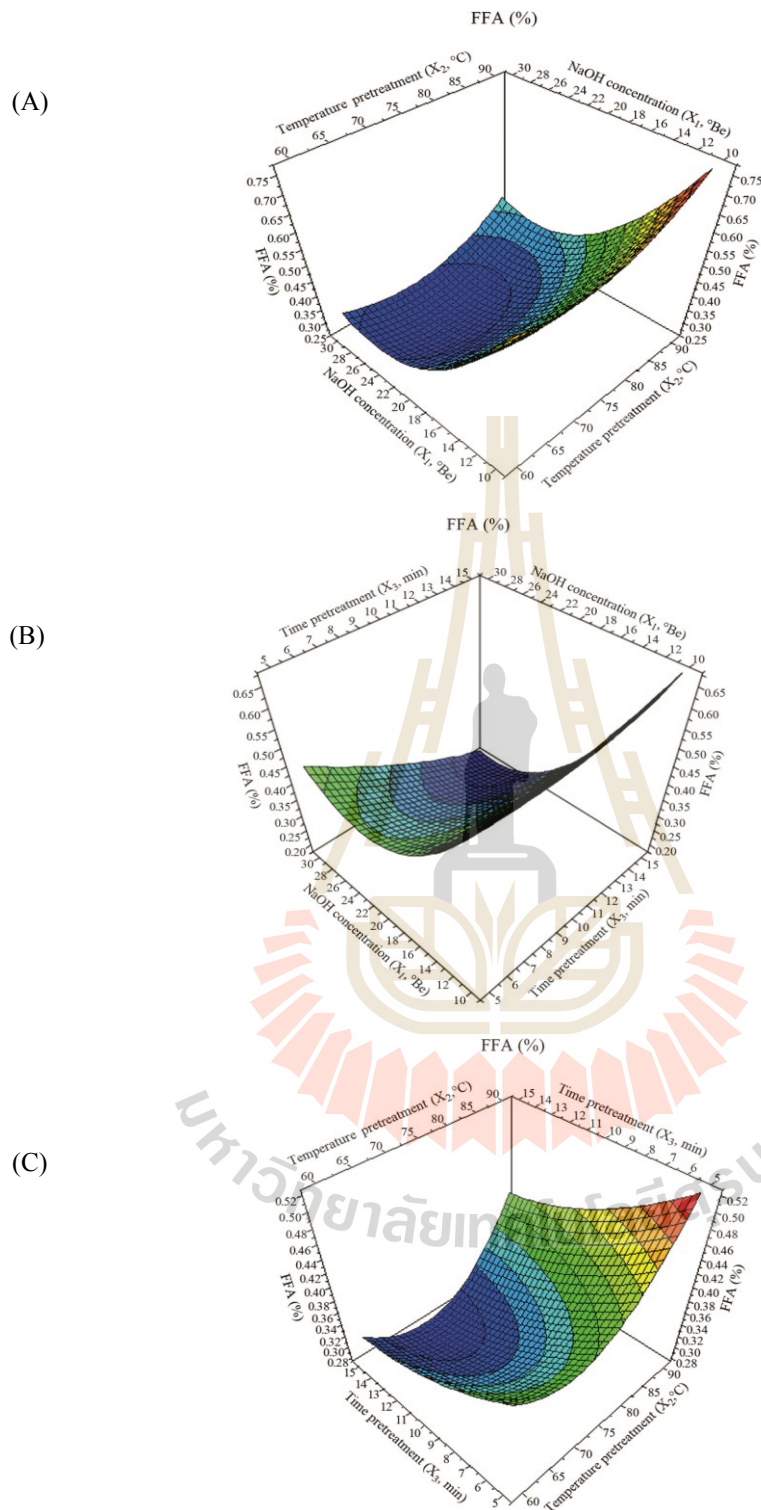 FFA (%)
(A)
Temperature pretreatment (X2, °C)
NaOH concentration (X1, °Be)
60 65 70 75 80 85 90
30 28 26 24 22 20 18 16 14 12 10
0.75 0.70 0.65 0.60 0.55 0.50 0.45 0.40 0.35 0.30 0.25
FFA (%)
0.75 0.70 0.65 0.60 0.55 0.50 0.45 0.40 0.35 0.30 0.25
FFA (%)
30 28 26 24 22 20 18 16 14 12 10
NaOH concentration (X1, °Be)
60 65 70 75 80 85 90
Temperature pretreatment (X2, °C)
FFA (%)
(B)
Time pretreatment (X3, min)
NaOH concentration (X1, °Be)
5 6 7 8 9 10 11 12 13 14 15
30 28 26 24 22 20 18 16 14 12 10
0.65 0.60 0.55 0.50 0.45 0.40 0.35 0.30 0.25 0.20
FFA (%)
0.65 0.60 0.55 0.50 0.45 0.40 0.35 0.30 0.25 0.20
FFA (%)
30 28 26 24 22 20 18 16 14 12 10
NaOH concentration (X1, °Be)
5 6 7 8 9 10 11 12 13 14 15
Time pretreatment (X3, min)
FFA (%)
(C)
Temperature pretreatment (X2, °C)
Time pretreatment (X3, min)
60 65 70 75 80 85 90
15 14 13 12 11 10 9 8 7 6 5
0.52 0.50 0.48 0.46 0.44 0.42 0.40 0.38 0.36 0.34 0.32 0.30 0.28
FFA (%)
0.52 0.50 0.48 0.46 0.44 0.42 0.40 0.38 0.36 0.34 0.32 0.30 0.28
FFA (%)
15 14 13 12 11 10 9 8 7 6 5
Time pretreatment (X3, min)
60 65 70 75 80 85 90
Temperature pretreatment (X2, °C)